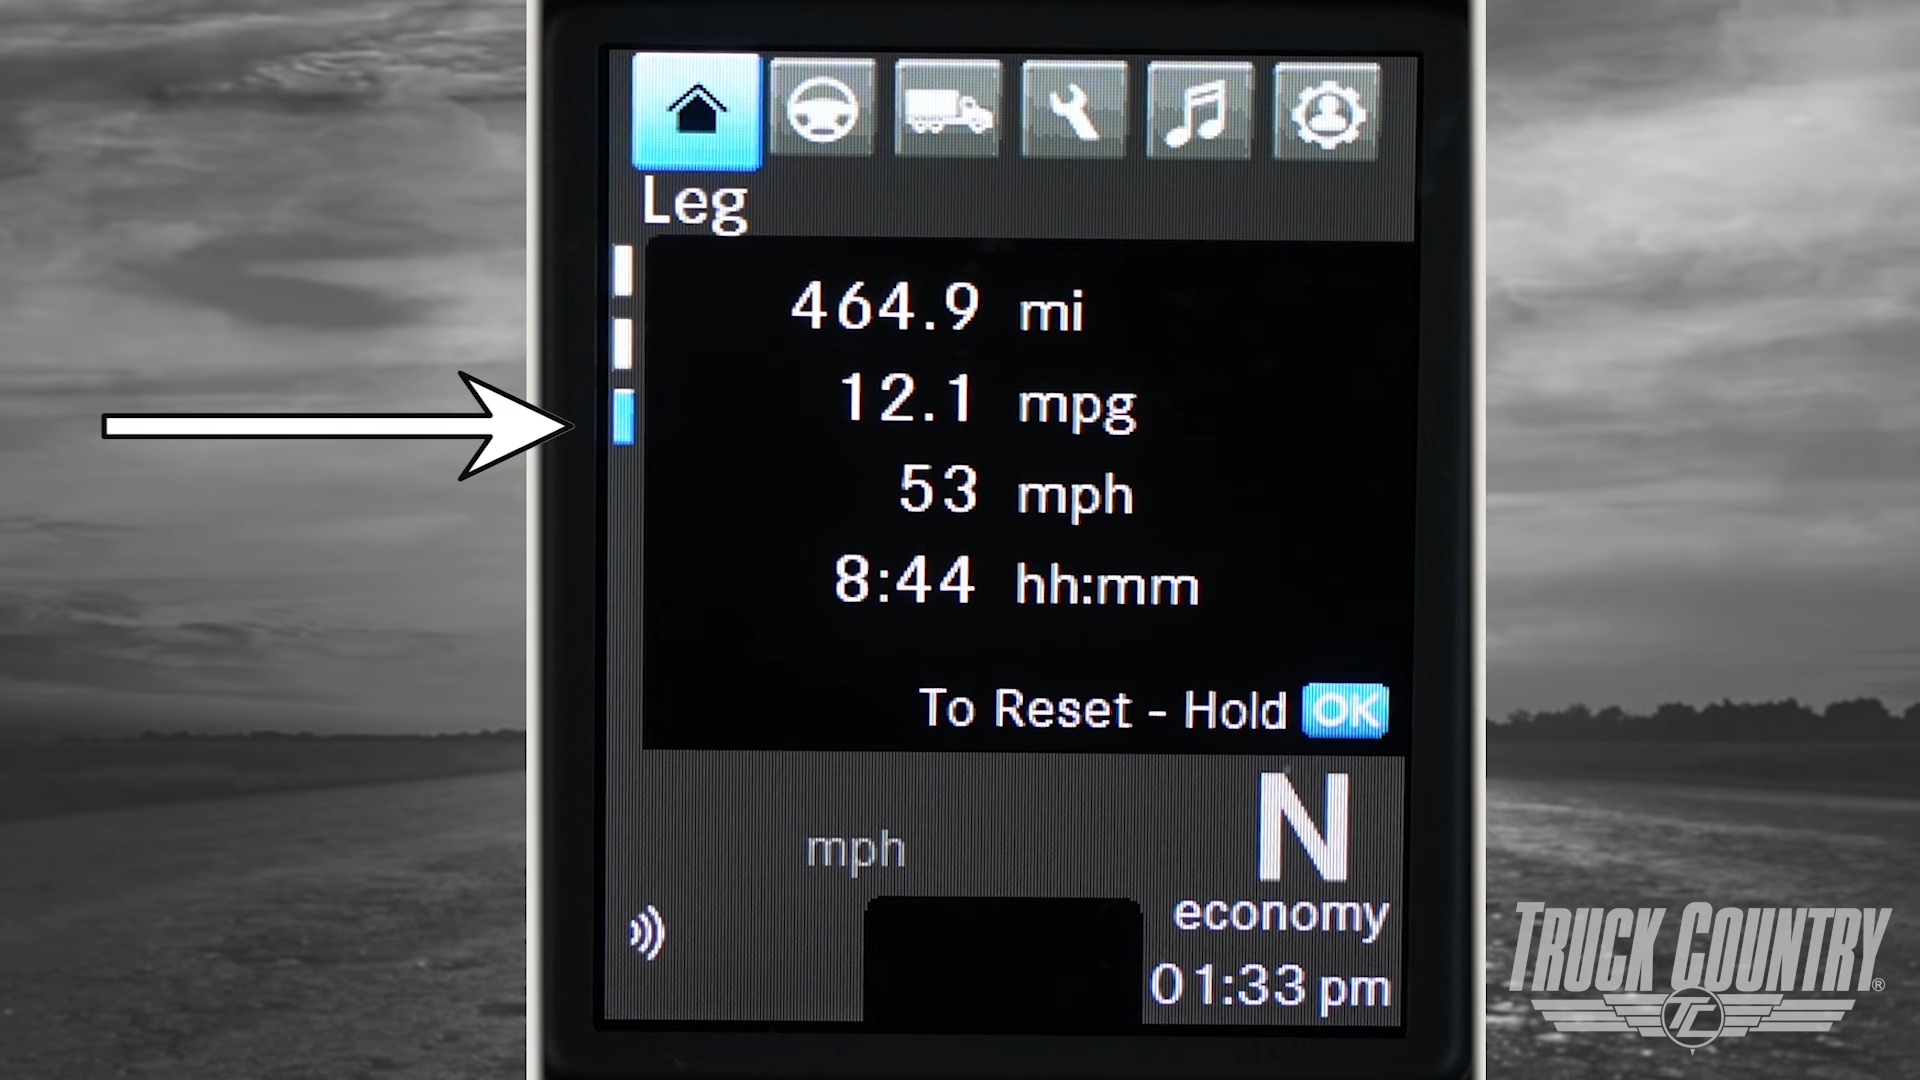 Leg
464.9 mi
12.1 mpg
53 mph
8:44 hh:mm
To Reset - Hold OK
mph
N
economy
01:33 pm
TRUCK COUNTRY®
TC